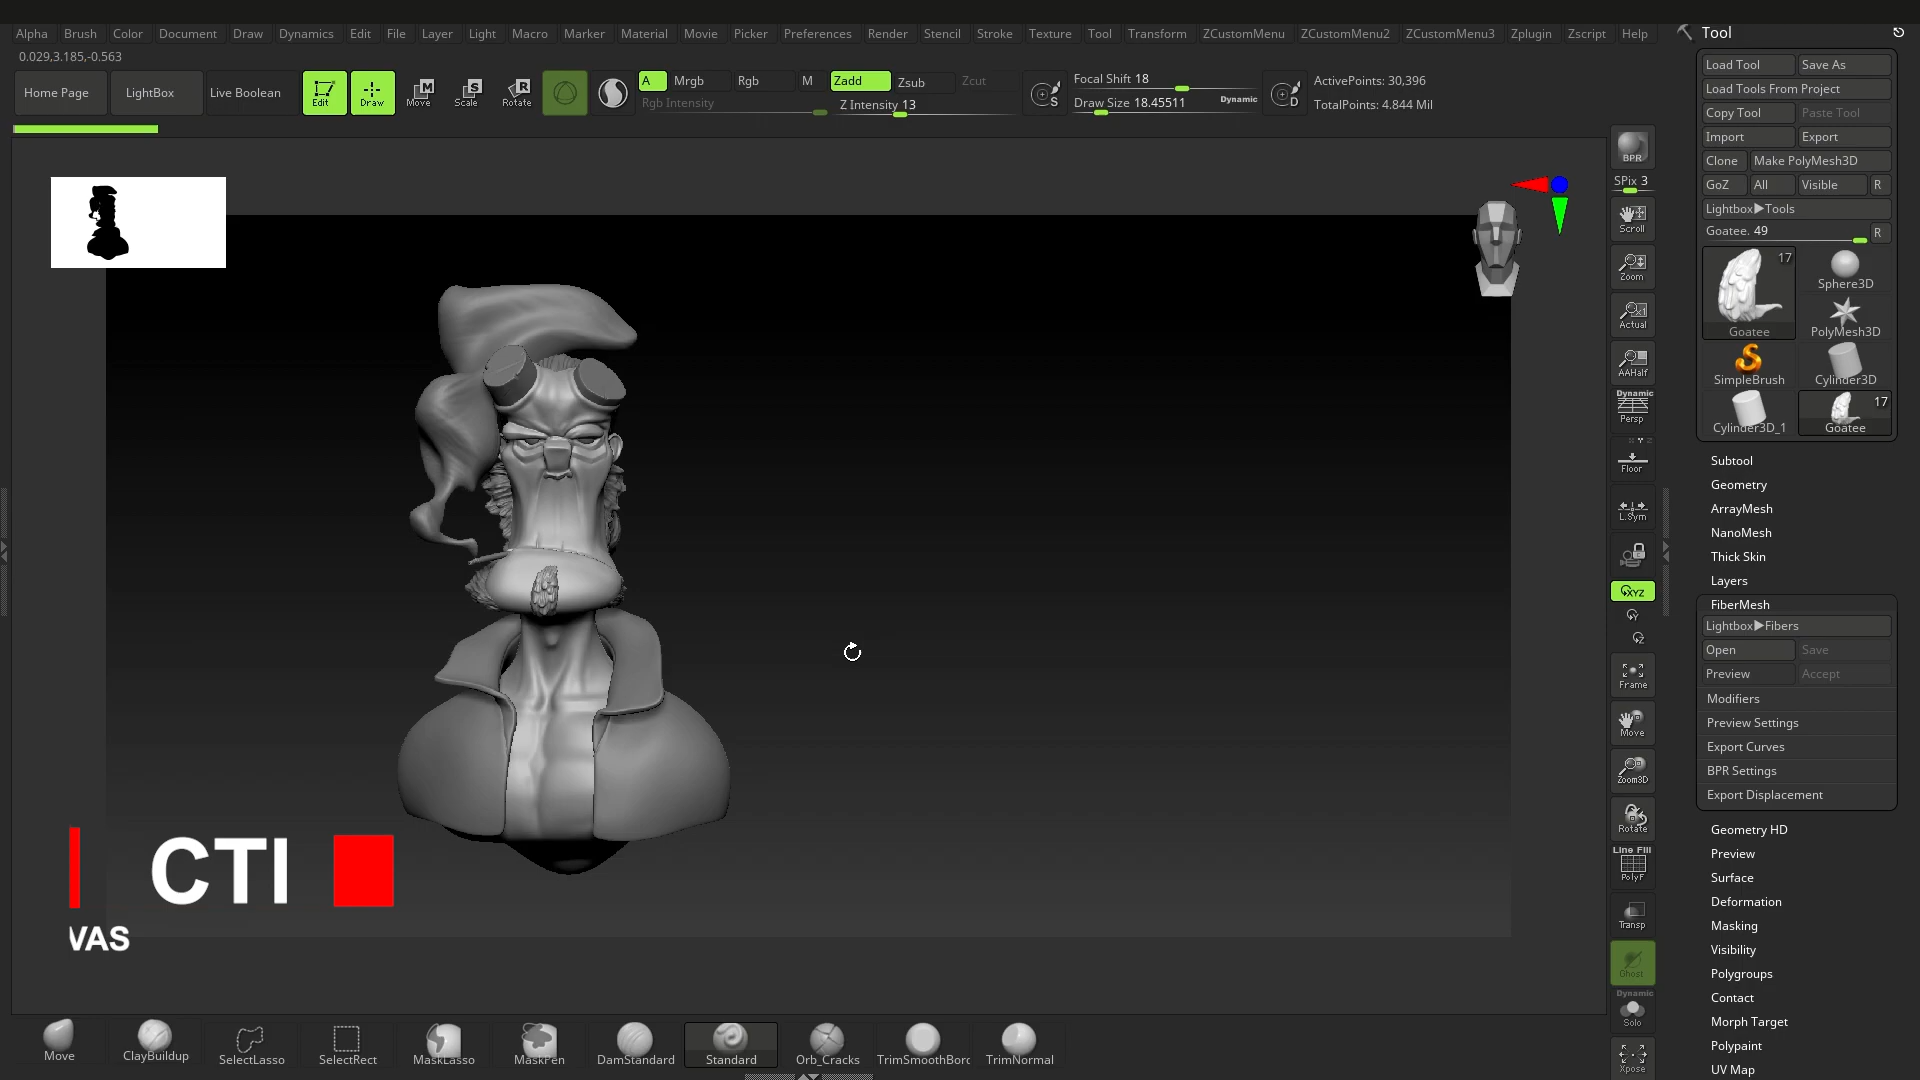 Alpha Brush Color Document Draw Dynamics Edit File Layer Light Macro Marker Material Movie Picker Preferences Render Stencil Stroke Texture Tool Transform ZCustomMenu ZCustomMenu2 ZCustomMenu3 Zplugin Zscript Help
Tool
0.029,3.185,-0.563
Home Page
LightBox
Live Boolean
Edit
Draw
Move
Scale
Rotate
A
Mrgb
Rgb
M
Zadd
Zsub
Zcut
Rgb Intensity
Z Intensity 13
S
Focal Shift 18
Draw Size 18.45511
Dynamic
D
ActivePoints: 30,396
TotalPoints: 4.844 Mil
Load Tool
Save As
Load Tools From Project
Copy Tool
Paste Tool
Import
Export
Clone
Make PolyMesh3D
GoZ
All
Visible
R
Lightbox▶Tools
Goatee. 49
R
17
Goatee
Sphere3D
PolyMesh3D
SimpleBrush
Cylinder3D
Cylinder3D_1
17
Goatee
Subtool
Geometry
ArrayMesh
NanoMesh
Thick Skin
Layers
FiberMesh
Lightbox▶Fibers
Open
Save
Preview
Accept
Modifiers
Preview Settings
Export Curves
BPR Settings
Export Displacement
Geometry HD
Preview
Surface
Deformation
Masking
Visibility
Polygroups
Contact
Morph Target
Polypaint
UV Map
BPR
SPix 3
Scroll
Zoom
Actual
AAHalf
Dynamic
Persp
Floor
L.Sym
XYZ
Frame
Move
Zoom3D
Rotate
Line Fill
PolyF
Transp
Ghost
Dynamic
Solo
Xpose
CTI
VAS
Move
ClayBuildup
SelectLasso
SelectRect
MaskLasso
MaskPen
DamStandard
Standard
Orb_Cracks
TrimSmoothBorc
TrimNormal